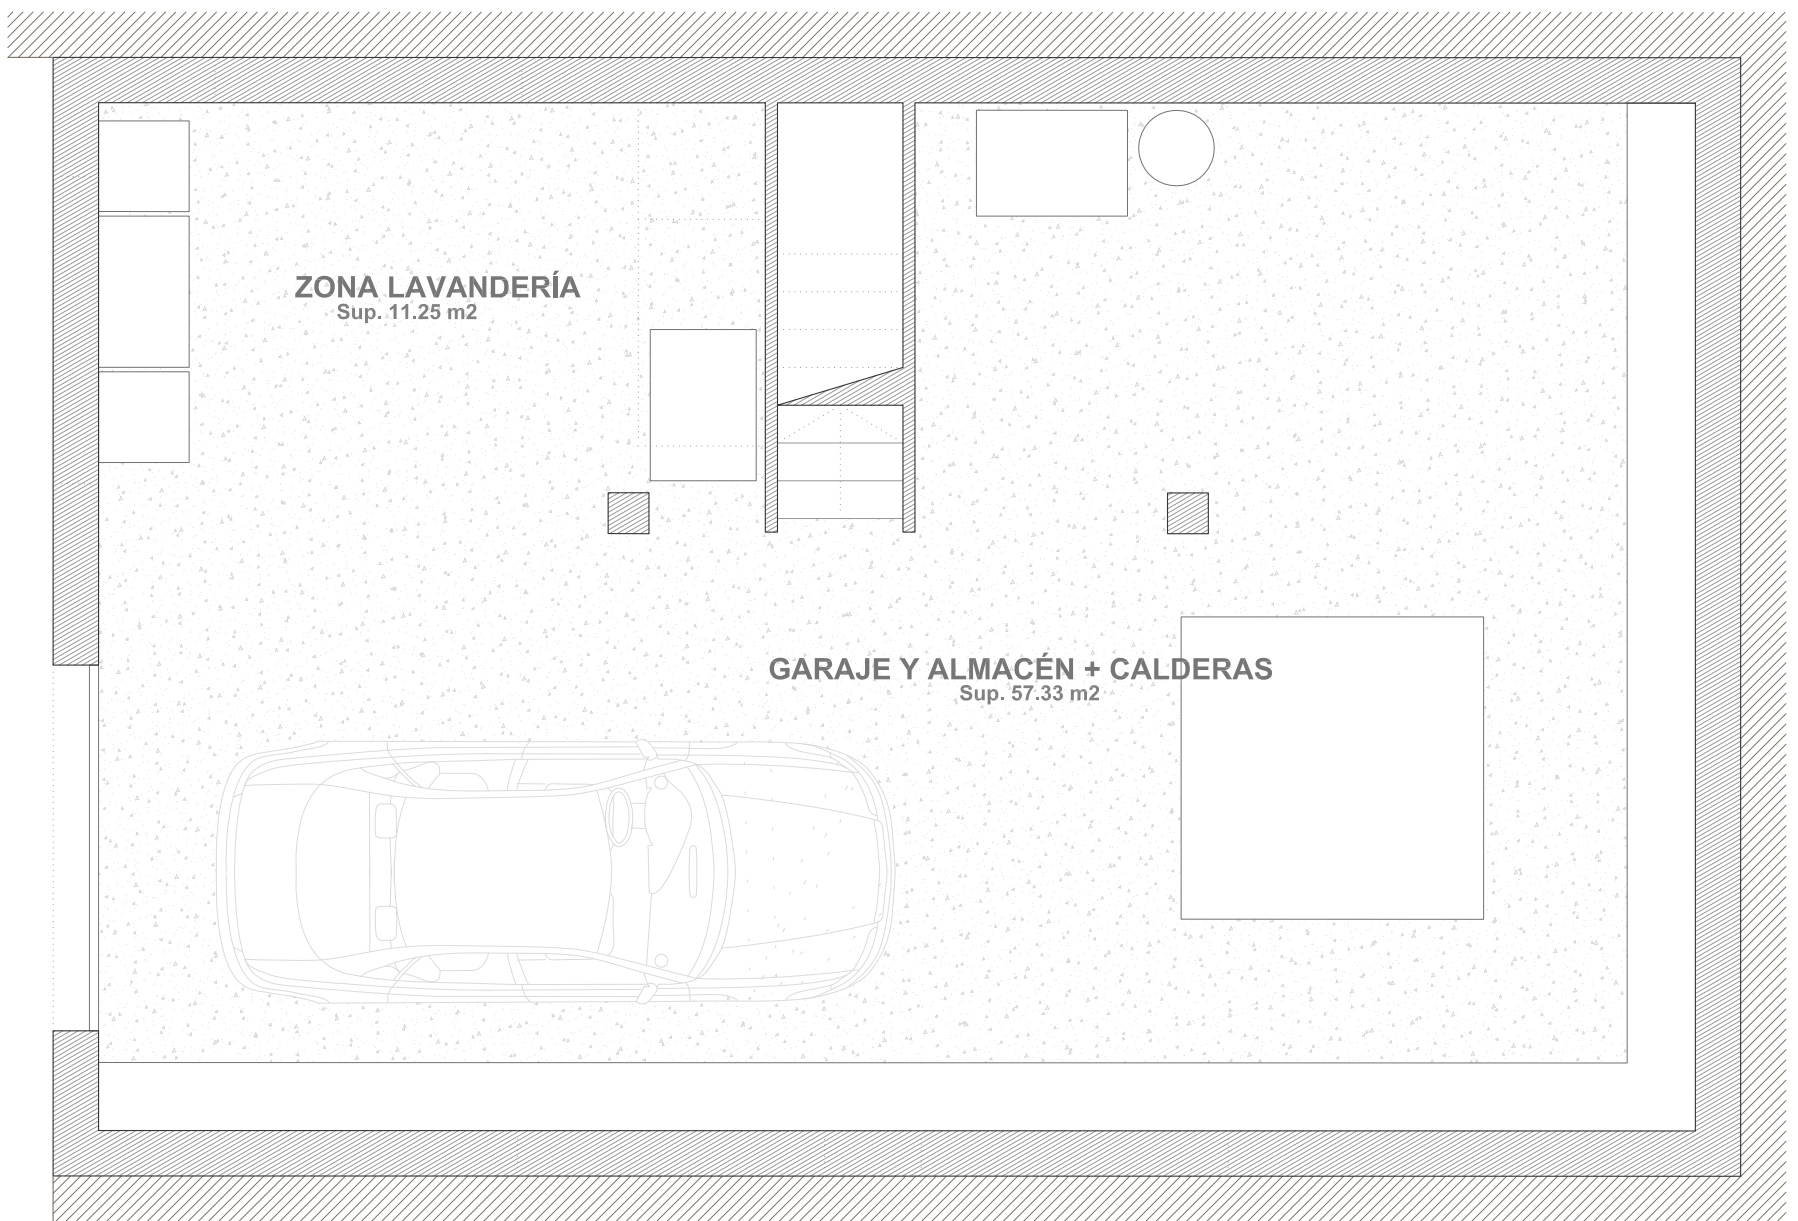 ZONA LAVANDERÍA
Sup. 11.25 m2
GARAJE Y ALMACÉN + CALDERAS
Sup. 57.33 m2